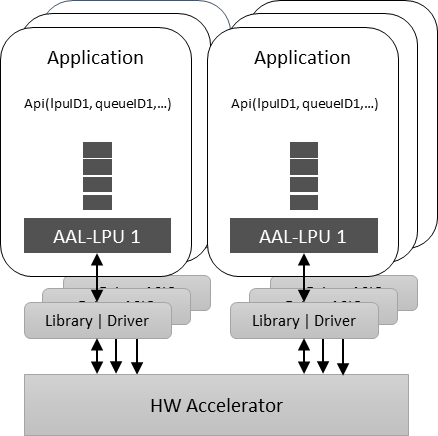 Application
Api(lpuID1, queueID1,...)
AAL-LPU 1
Library | Driver
Application
Api(lpuID1, queueID1,...)
AAL-LPU 1
Library | Driver
HW Accelerator